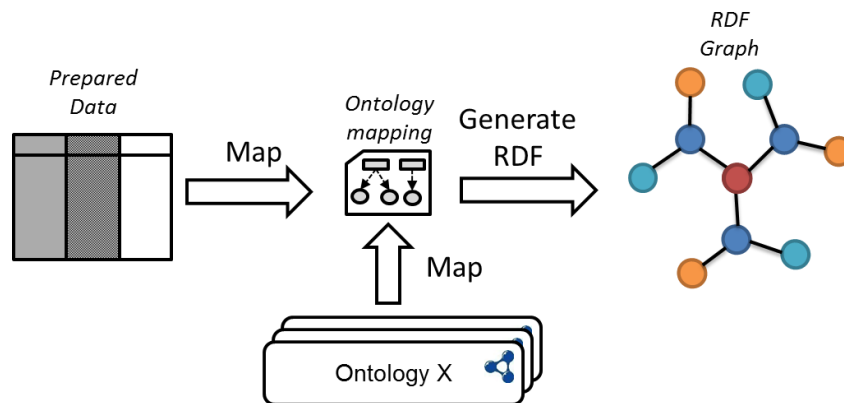 Prepared
Data
Map
Ontology
mapping
Generate
RDF
RDF
Graph
Map
Ontology X